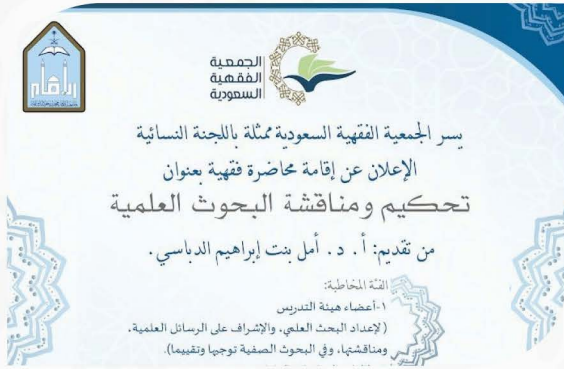 الجمعية
الفقهية
السعودية
يسر الجمعية الفقهية السعودية ممثلة باللجنة النسائية
الإعلان عن إقامة محاضرة فقهية بعنوان
تحكيم ومناقشة البحوث العلمية
من تقديم: أ. د. أمل بنت إبراهيم الدباسي.
الفئة المخاطبة:
١-أعضاء هيئة التدريس
( لإعداد البحث العلمي، والإشراف على الرسائل العلمية،
ومناقشتها، وفي البحوث الصفية توجيها وتقييما).